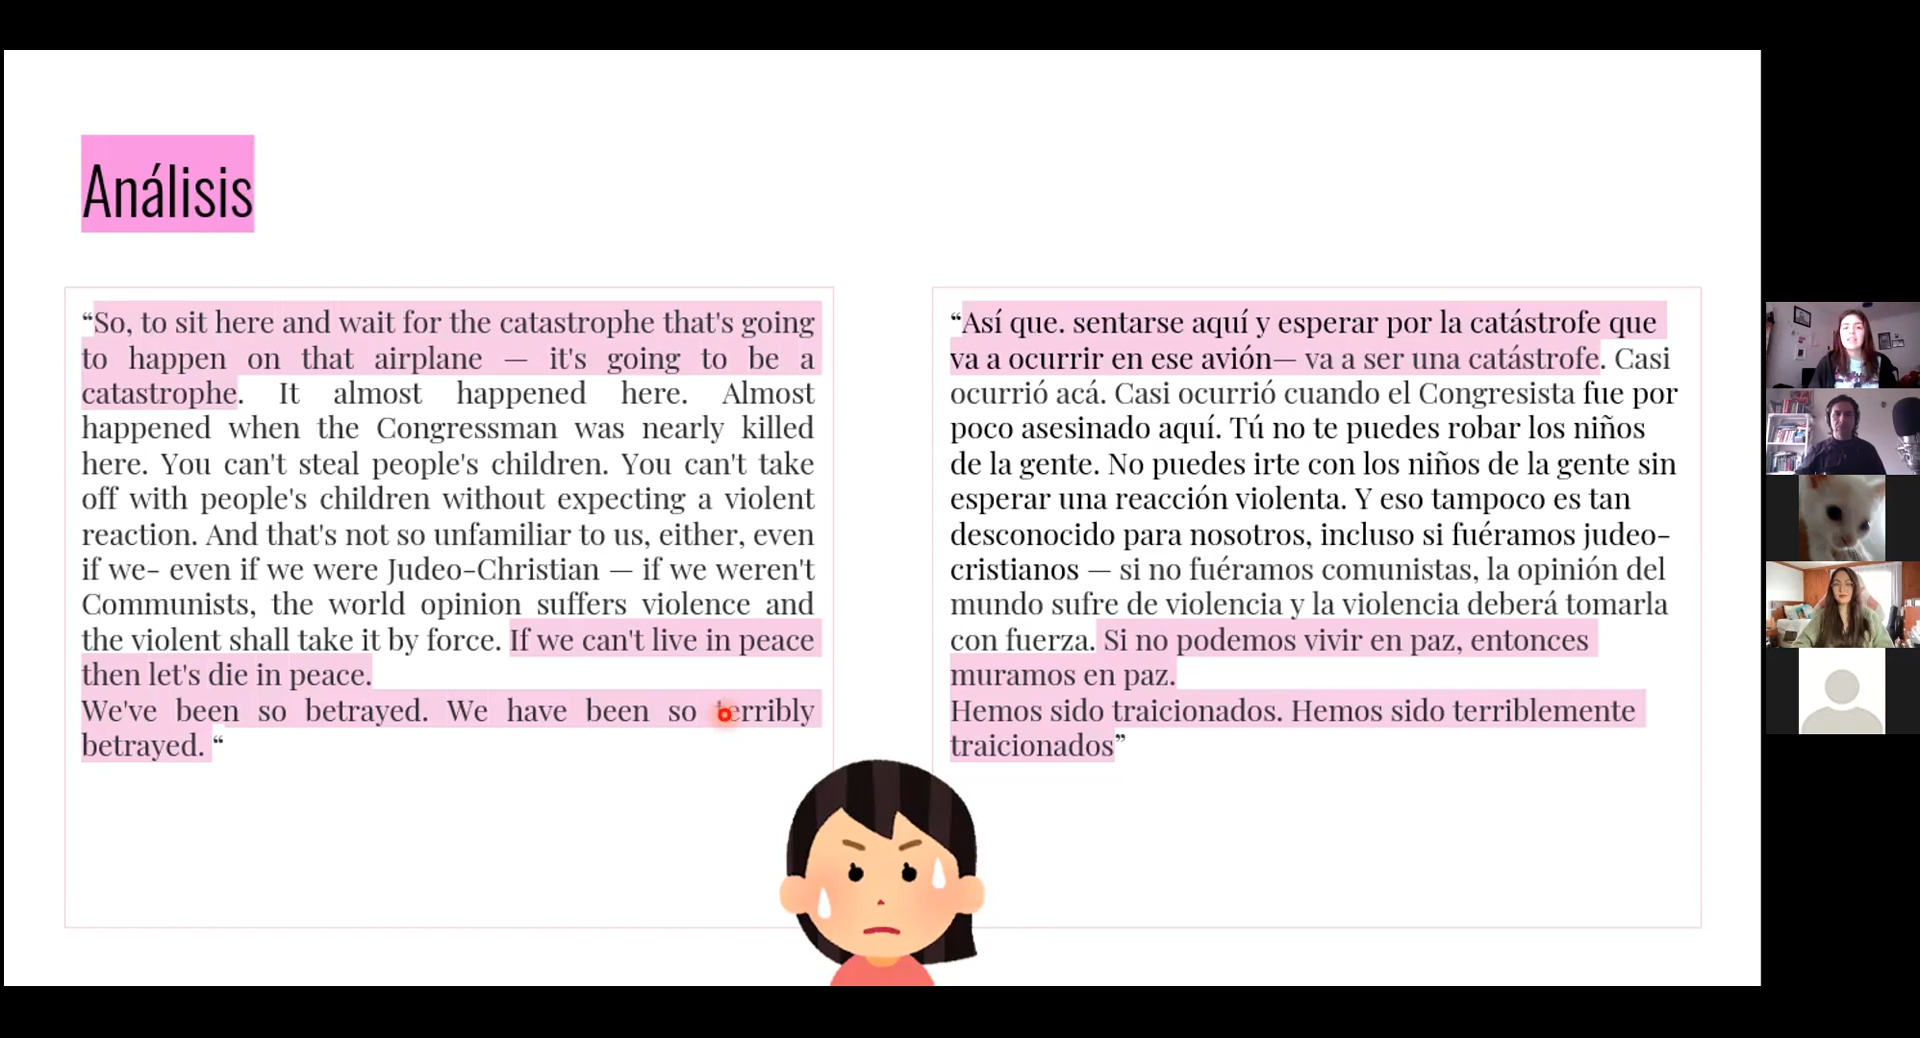 Análisis
“So, to sit here and wait for the catastrophe that's going
to happen on that airplane — it's going to be a
catastrophe. It almost happened here. Almost
happened when the Congressman was nearly killed
here. You can't steal people's children. You can't take
off with people's children without expecting a violent
reaction. And that's not so unfamiliar to us, either, even
if we- even if we were Judeo-Christian — if we weren't
Communists, the world opinion suffers violence and
the violent shall take it by force. If we can't live in peace
then let's die in peace.
We've been so betrayed. We have been so terribly
betrayed. “
“Así que. sentarse aquí y esperar por la catástrofe que
va a ocurrir en ese avión— va a ser una catástrofe. Casi
ocurrió acá. Casi ocurrió cuando el Congresista fue por
poco asesinado aquí. Tú no te puedes robar los niños
de la gente. No puedes irte con los niños de la gente sin
esperar una reacción violenta. Y eso tampoco es tan
desconocido para nosotros, incluso si fuéramos judeo-
cristianos — si no fuéramos comunistas, la opinión del
mundo sufre de violencia y la violencia deberá tomarla
con fuerza. Si no podemos vivir en paz, entonces
muramos en paz.
Hemos sido traicionados. Hemos sido terriblemente
traicionados”